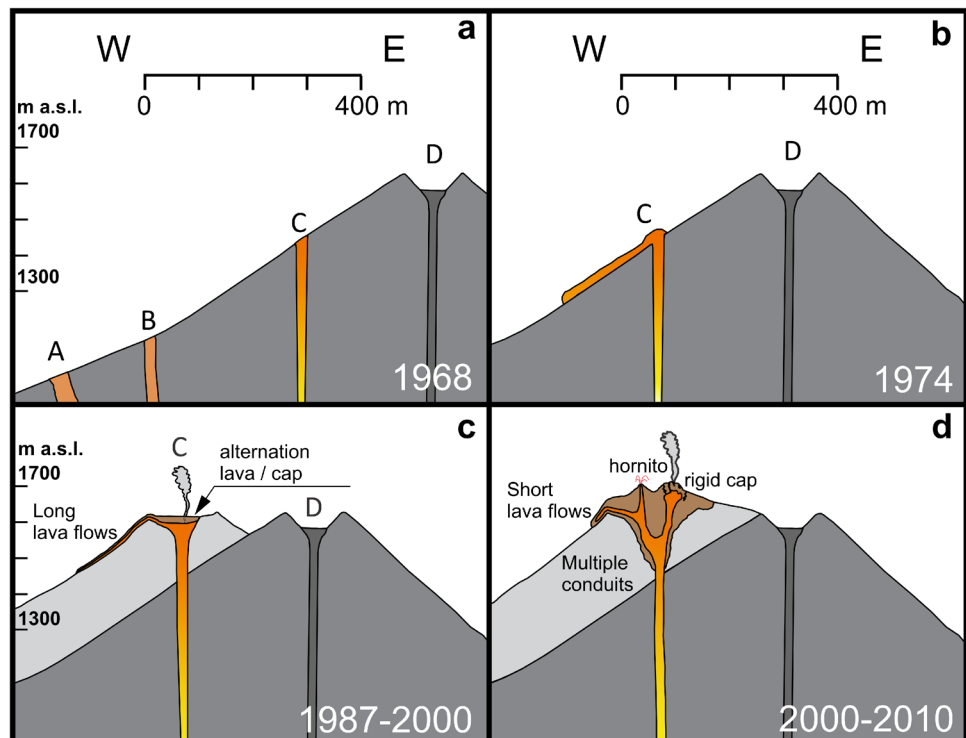 a
W
E
0
400 m
m a.s.l.
1700
1300
D
C
B
A
1968
b
W
E
0
400 m
D
C
1974
c
m a.s.l.
1700
C
alternation
lava / cap
Long
lava flows
D
1300
1987-2000
d
hornito
rigid cap
Short
lava flows
Multiple
conduits
2000-2010